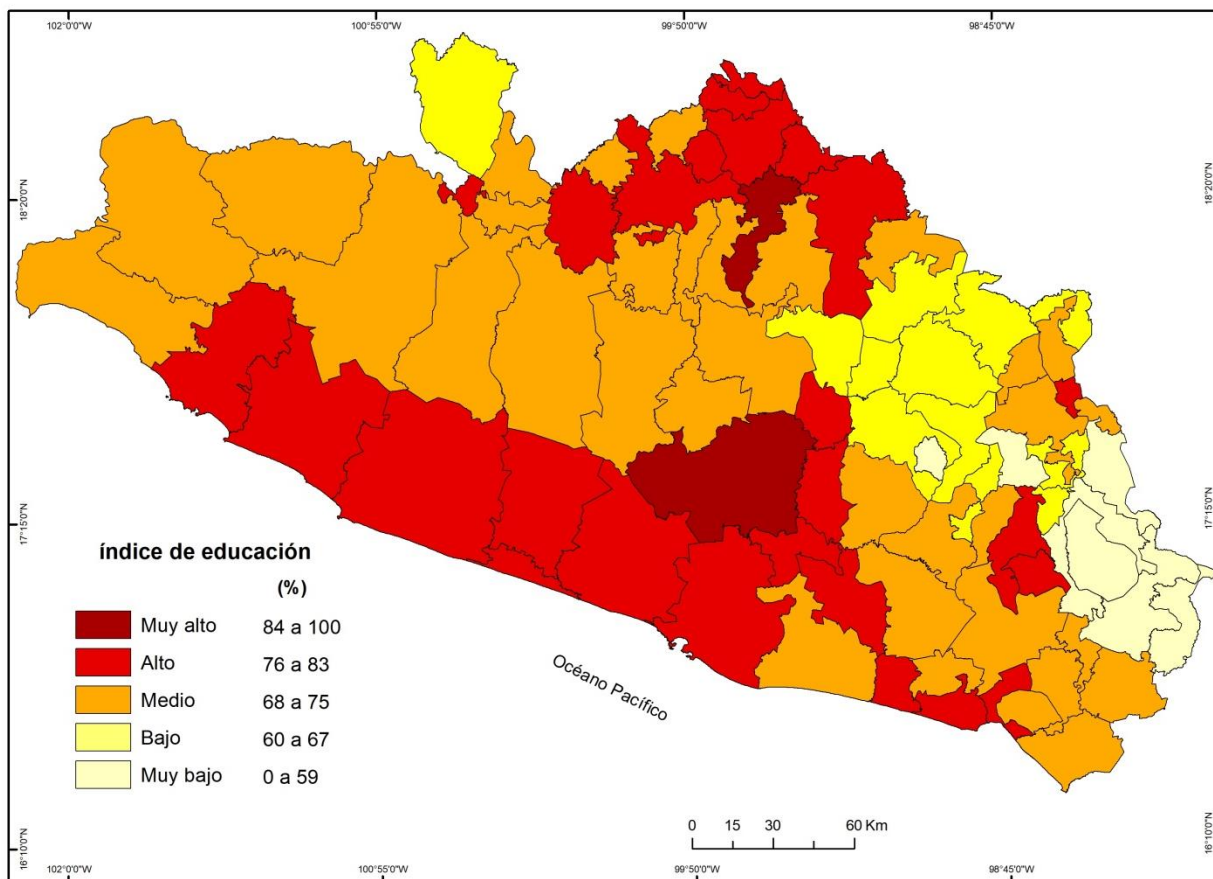 102°0'0"W 100°55'0"W 99°50'0"W 98°45'0"W
18°20'0"N 18°20'0"N
17°15'0"N 17°15'0"N
índice de educación
(%)
Muy alto 84 a 100
Alto 76 a 83
Medio 68 a 75
Bajo 60 a 67
Muy bajo 0 a 59
Océano Pacífico
0 15 30 60 Km
16°10'0"N 16°10'0"N
102°0'0"W 100°55'0"W 99°50'0"W 98°45'0"W